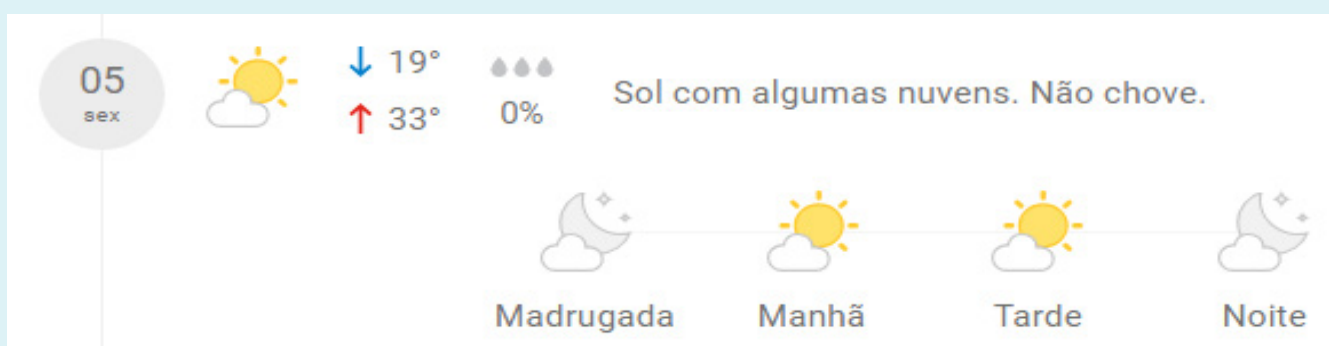 05
sex
↓ 19°
↑ 33°
0%
Sol com algumas nuvens. Não chove.
Madrugada Manhã Tarde Noite